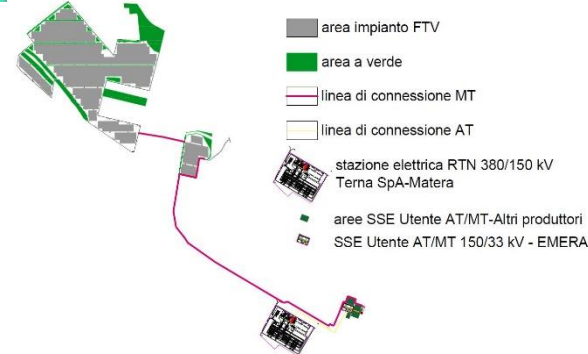 area impianto FTV
area a verde
linea di connessione MT
linea di connessione AT
stazione elettrica RTN 380/150 kV
Terna SpA-Matera
aree SSE Utente AT/MT-Altri produttori
SSE Utente AT/MT 150/33 kV - EMERA